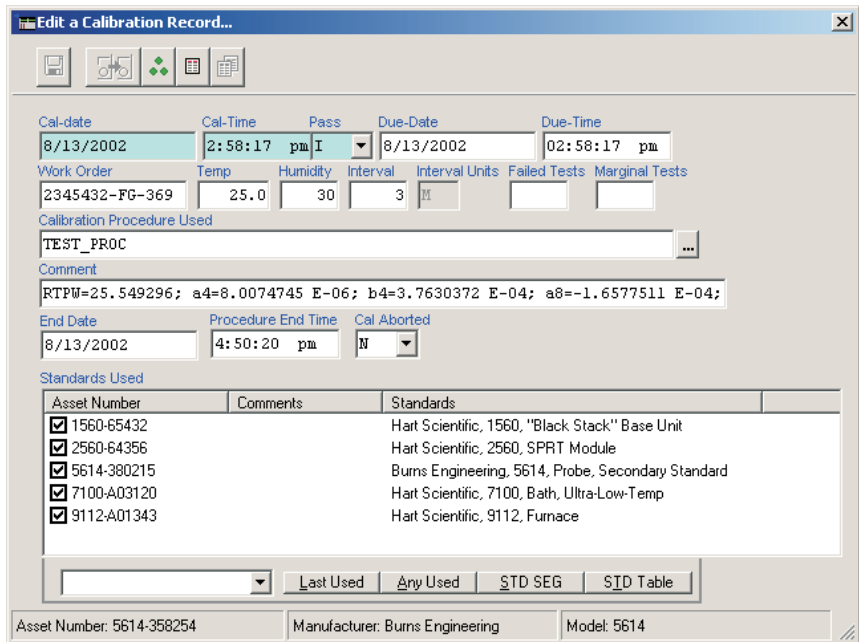 Edit a Calibration Record...
Cal-date Cal-Time Pass Due-Date Due-Time
8/13/2002 2:58:17 pm I 8/13/2002 02:58:17 pm
Work Order Temp Humidity Interval Interval Units Failed Tests Marginal Tests
2345432-FG-369 25.0 30 3 M
Calibration Procedure Used
TEST_PROC ...
Comment
RTPW=25.549296; a4=8.0074745 E-06; b4=3.7630372 E-04; a8=-1.6577511 E-04;
End Date Procedure End Time Cal Aborted
8/13/2002 4:50:20 pm N
Standards Used
Asset Number Comments Standards
1560-65432 Hart Scientific, 1560, "Black Stack" Base Unit
2560-64356 Hart Scientific, 2560, SPRT Module
5614-380215 Burns Engineering, 5614, Probe, Secondary Standard
7100-A03120 Hart Scientific, 7100, Bath, Ultra-Low-Temp
9112-A01343 Hart Scientific, 9112, Furnace
Last Used Any Used STD SEG STD Table
Asset Number: 5614-358254 Manufacturer: Burns Engineering Model: 5614